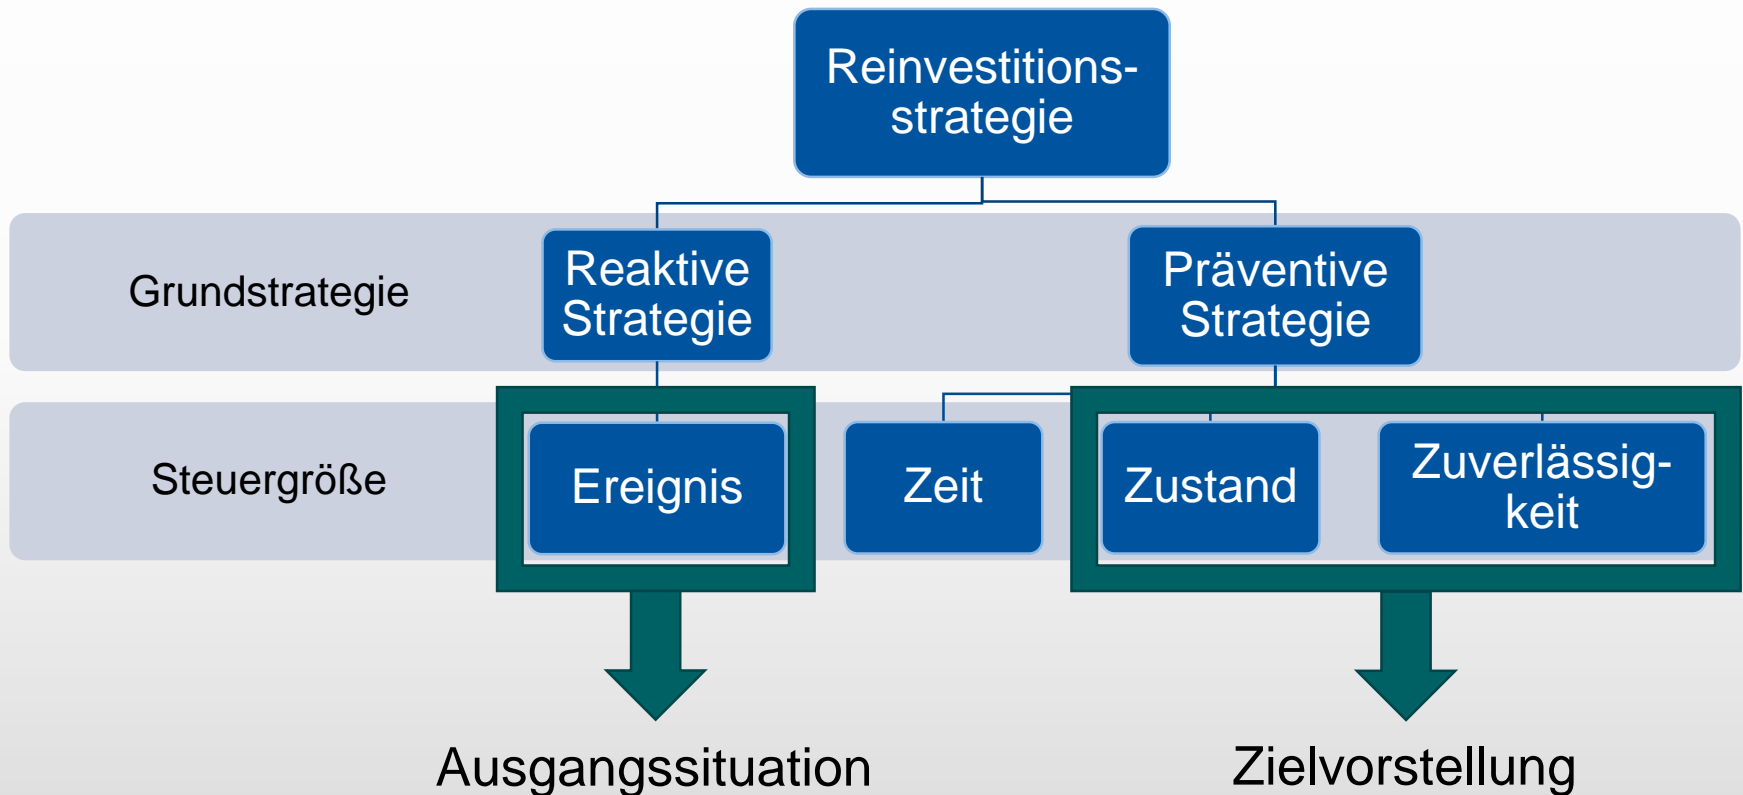 Reinvestitions-
strategie
Grundstrategie
Reaktive
Strategie
Präventive
Strategie
Steuergröße
Ereignis
Zeit
Zustand
Zuverlässig-
keit
Ausgangssituation
Zielvorstellung